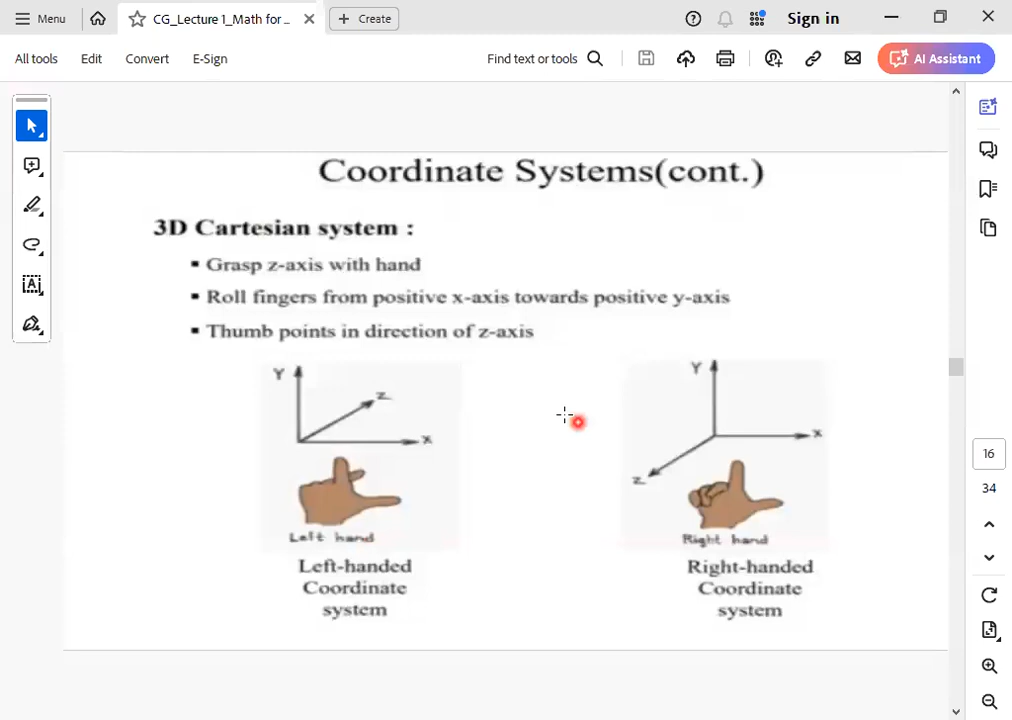 Menu
CG_Lecture 1_Math for ...
Create
Sign in
All tools
Edit
Convert
E-Sign
Find text or tools
AI Assistant
Coordinate Systems(cont.)
3D Cartesian system :
▪ Grasp z-axis with hand
▪ Roll fingers from positive x-axis towards positive y-axis
▪ Thumb points in direction of z-axis
Y
Z
X
Left hand
Left-handed
Coordinate
system
Y
X
Z
Right hand
Right-handed
Coordinate
system
16
34